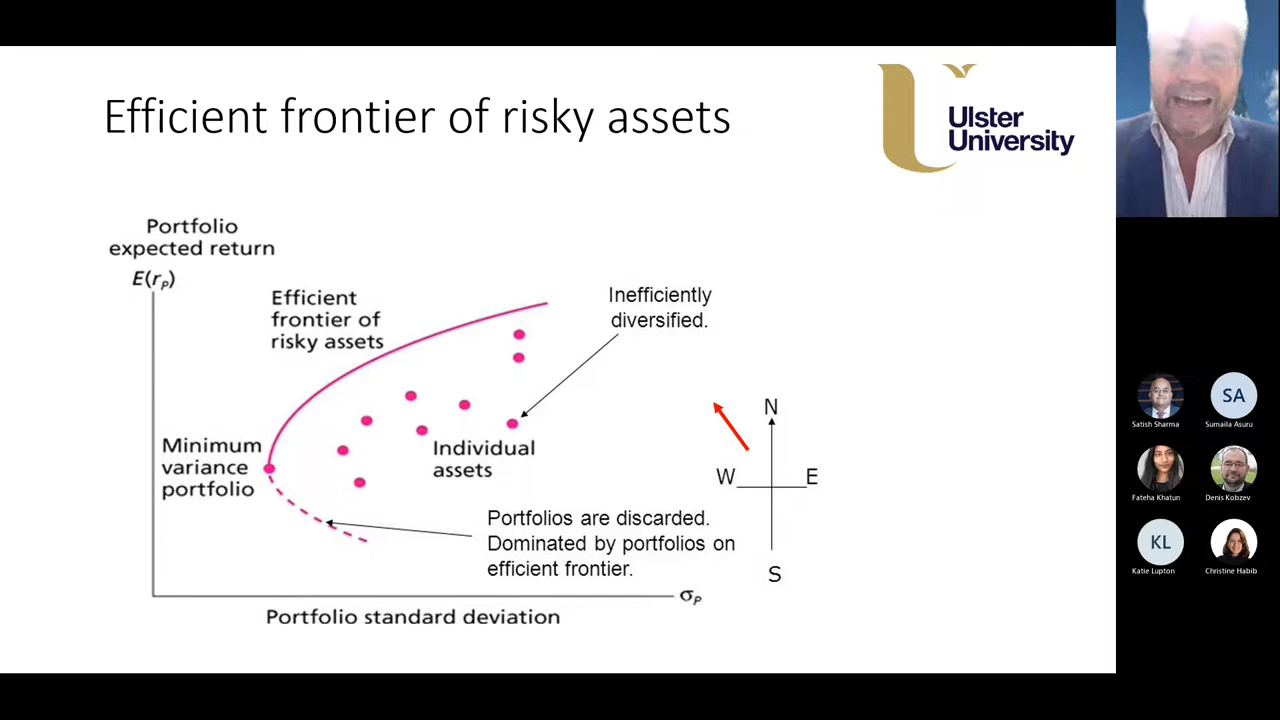 Efficient frontier of risky assets
Ulster
University
Portfolio
expected return
E(rP)
Efficient
frontier of
risky assets
Inefficiently
diversified.
Minimum
variance
portfolio
Individual
assets
N
W
E
S
Portfolios are discarded.
Dominated by portfolios on
efficient frontier.
σP
Portfolio standard deviation
SA
Satish Sharma
Sumaila Asuru
Fateha Khatun
Denis Kobzev
KL
Katie Lupton
Christine Habib